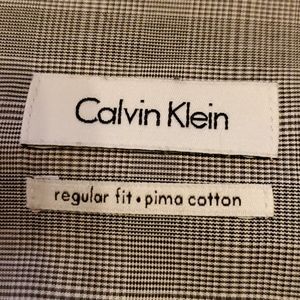 Calvin Klein
regular fit • pima cotton